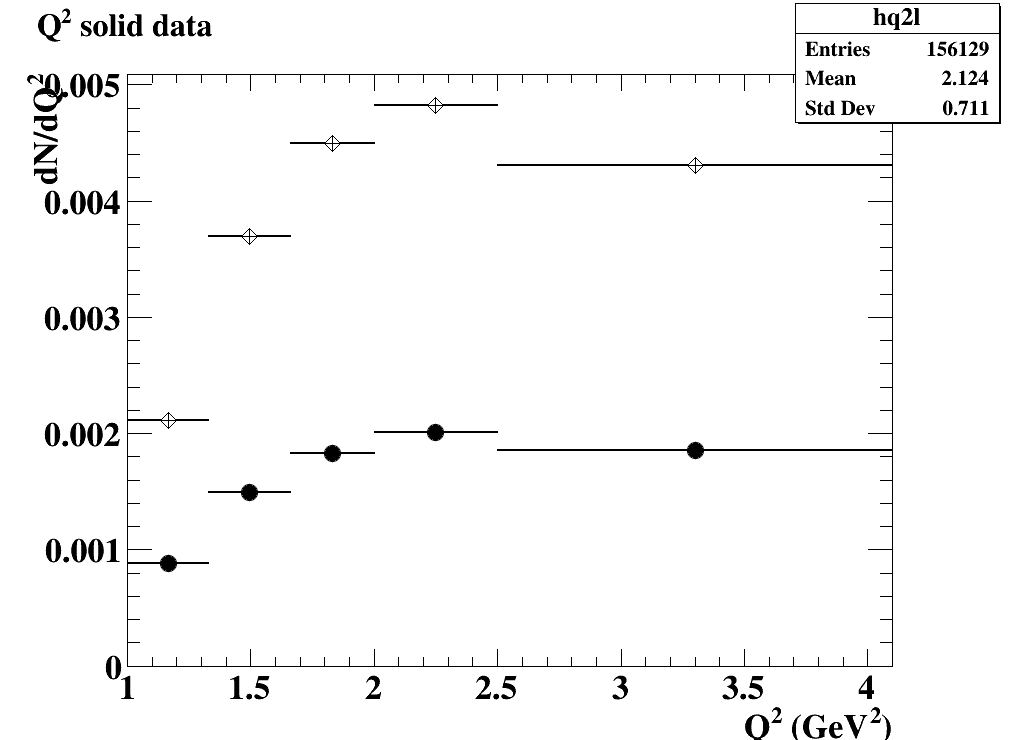 Q² solid data
hq2l
Entries 156129
Mean 2.124
Std Dev 0.711
dN/dQ²
0.005
0.004
0.003
0.002
0.001
0
1 1.5 2 2.5 3 3.5 4
Q² (GeV²)